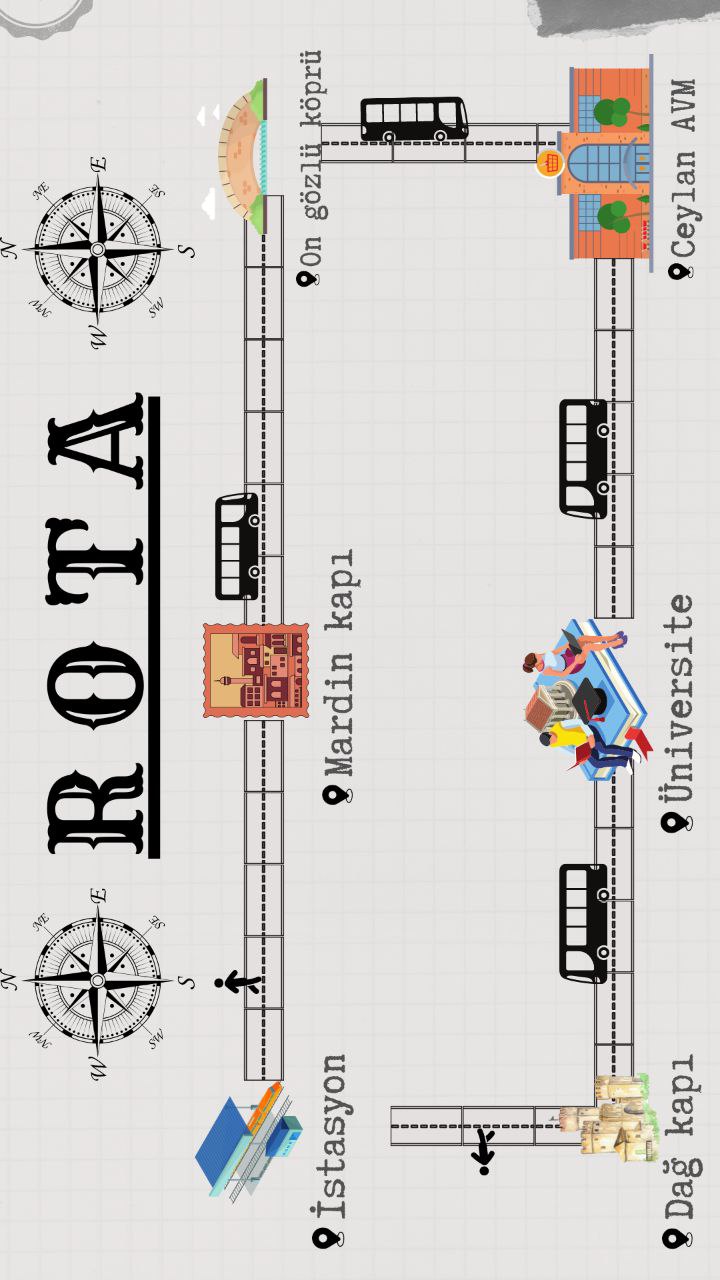 N
NW NE
W E
SW SE
S
ROTA
N
NW NE
W E
SW SE
S
İstasyon
Mardin kapı
On gözlü köprü
Dağ kapı
Üniversite
Ceylan AVM